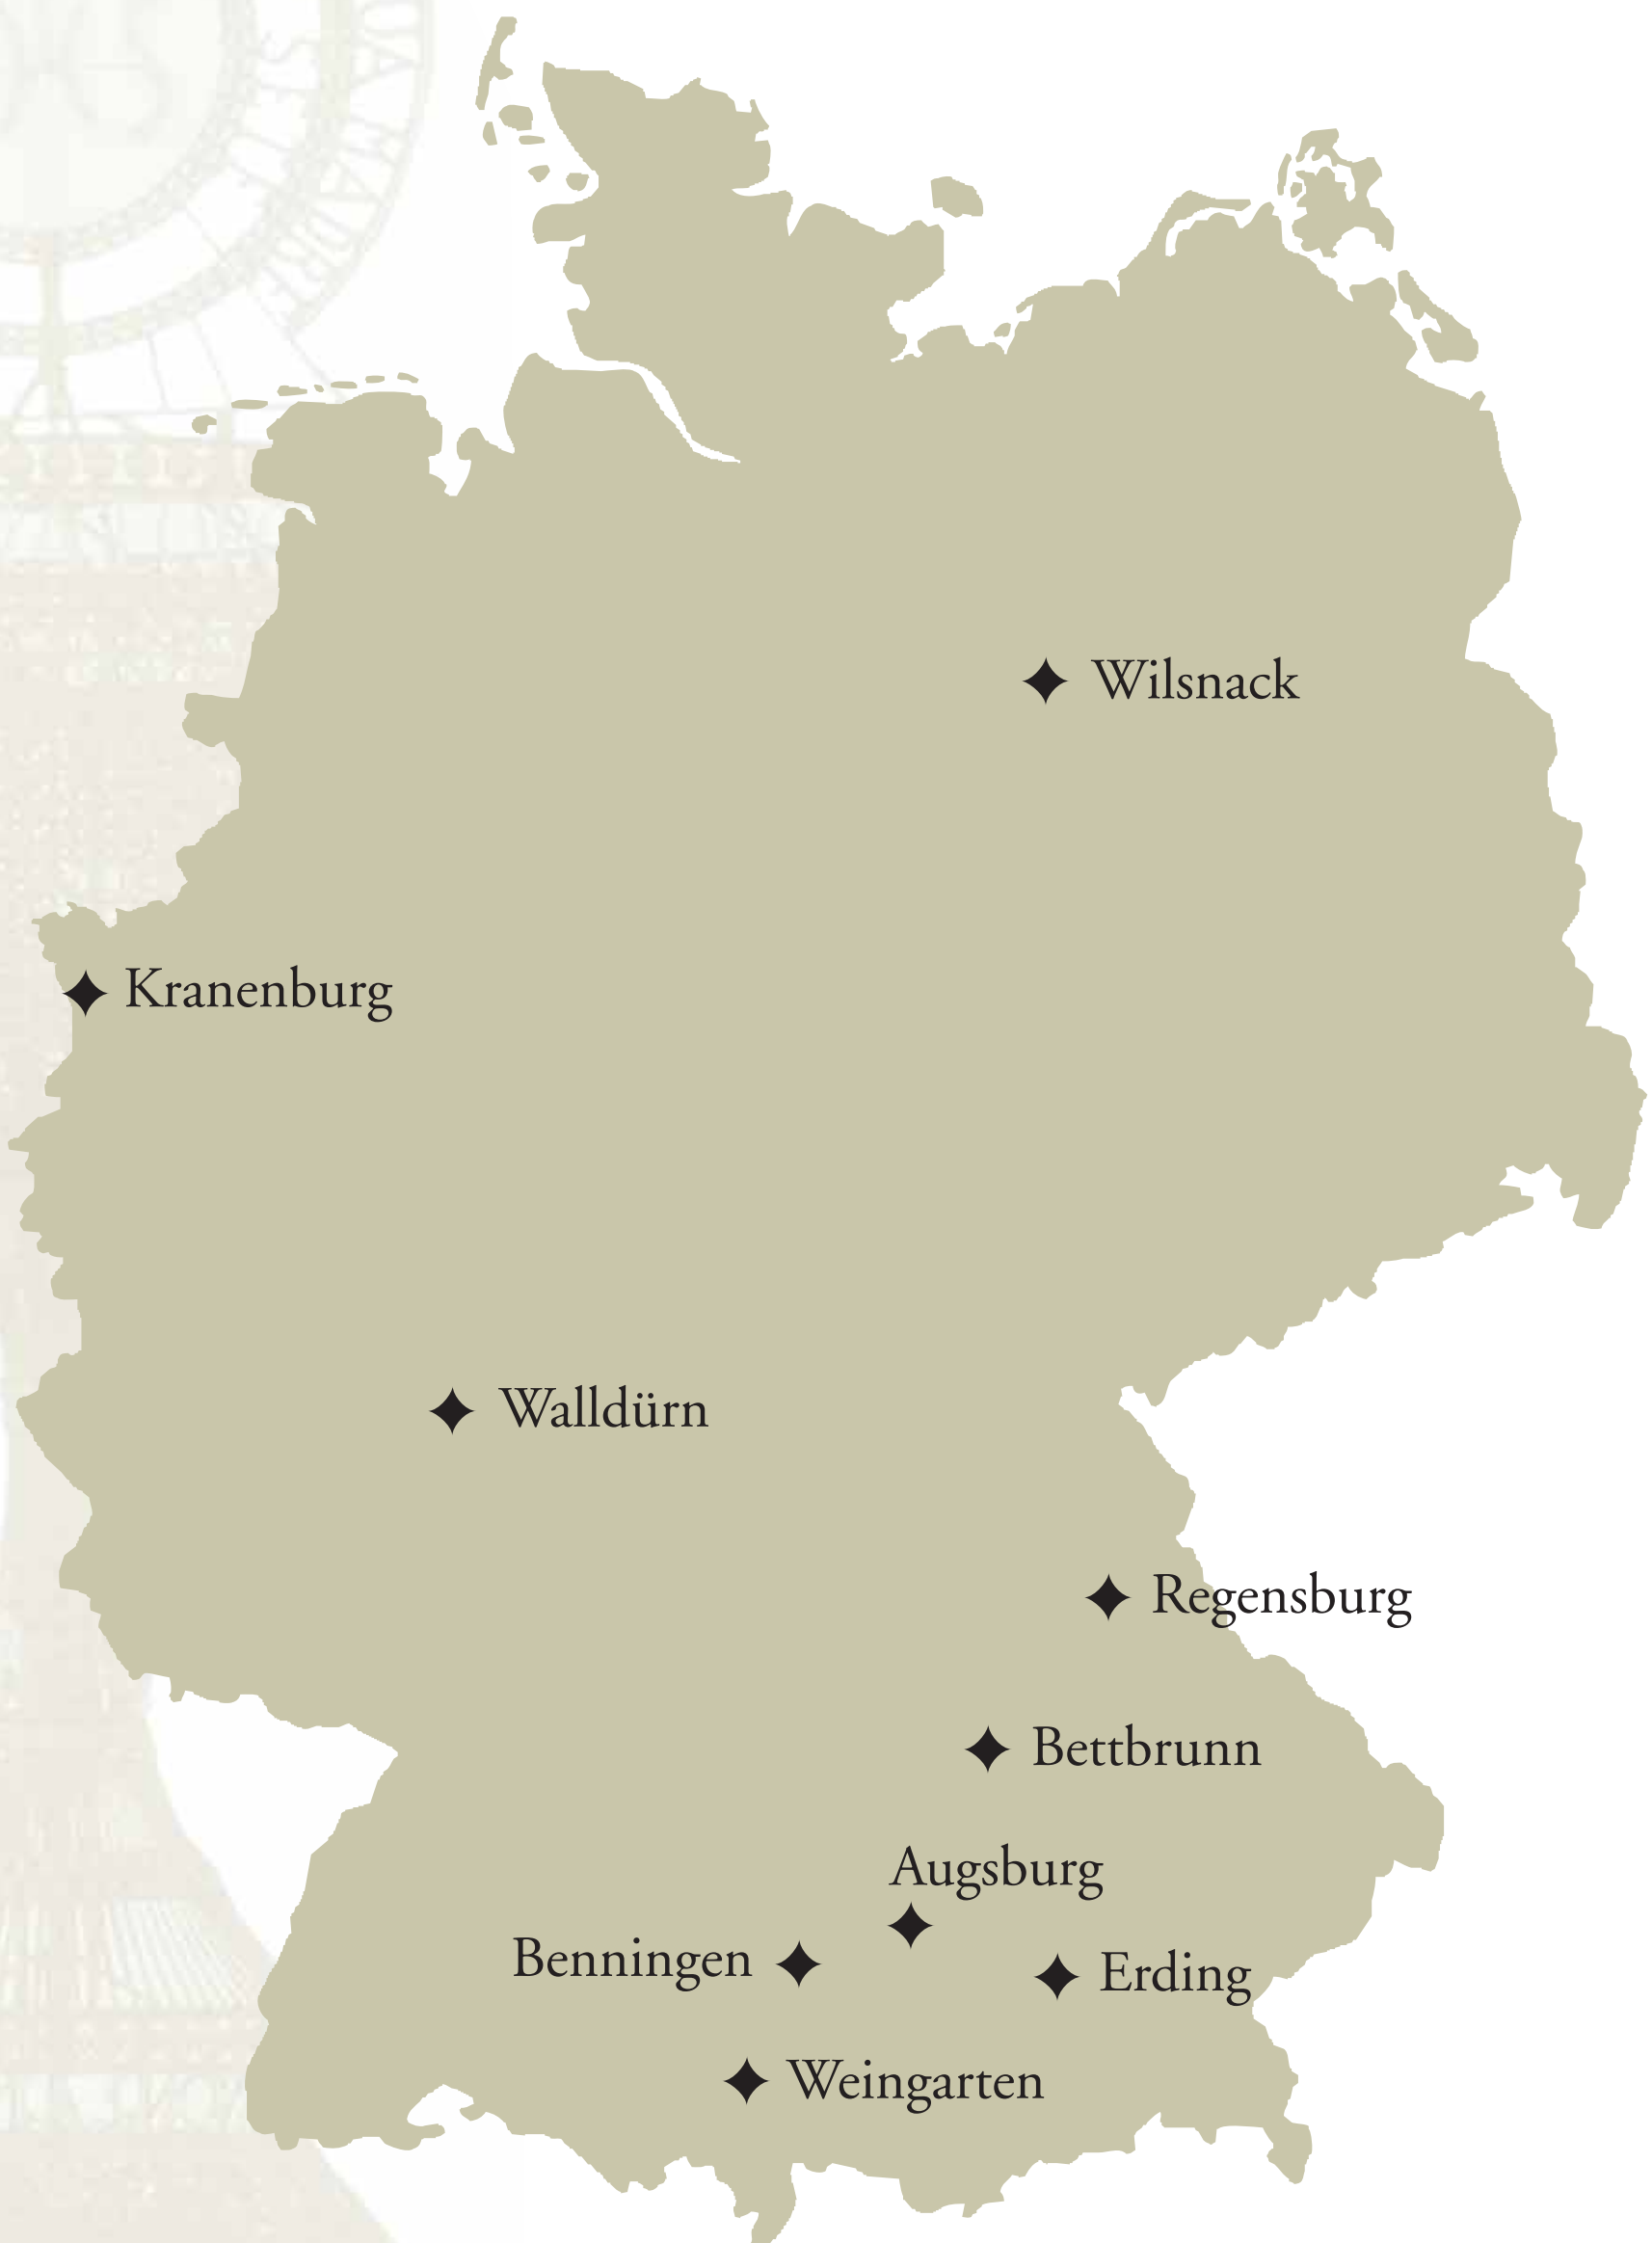 Wilsnack
Kranenburg
Walldürn
Regensburg
Bettbrunn
Augsburg
Benningen
Erding
Weingarten